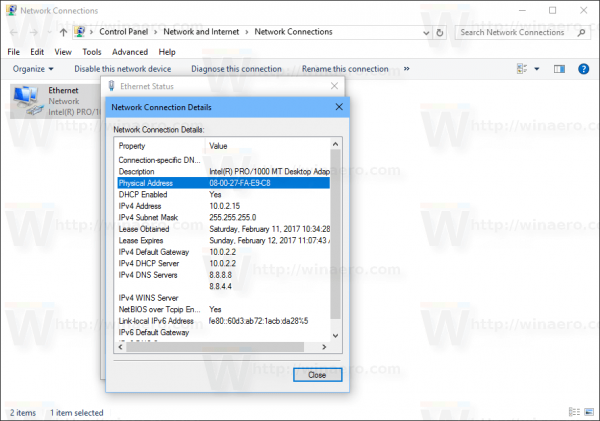 Network Connections
Control Panel > Network and Internet > Network Connections
Search Network Connections
File Edit View Tools Advanced Help
Organize Disable this network device Diagnose this connection Rename this connection »
Ethernet
Network
Intel(R) PRO/10
Ethernet Status
Network Connection Details
Network Connection Details:
Property Value
Connection-specific DN...
Description Intel(R) PRO/1000 MT Desktop Adap
Physical Address 08-00-27-FA-E9-C8
DHCP Enabled Yes
IPv4 Address 10.0.2.15
IPv4 Subnet Mask 255.255.255.0
Lease Obtained Saturday, February 11, 2017 10:34:28
Lease Expires Sunday, February 12, 2017 11:07:43
IPv4 Default Gateway 10.0.2.2
IPv4 DHCP Server 10.0.2.2
IPv4 DNS Servers 8.8.8.8
8.8.4.4
IPv4 WINS Server
NetBIOS over Tcpip En... Yes
Link-local IPv6 Address fe80::60d3:ab72:1acb:da28%5
IPv6 Default Gateway
Close
2 items 1 item selected
http://winaero.com